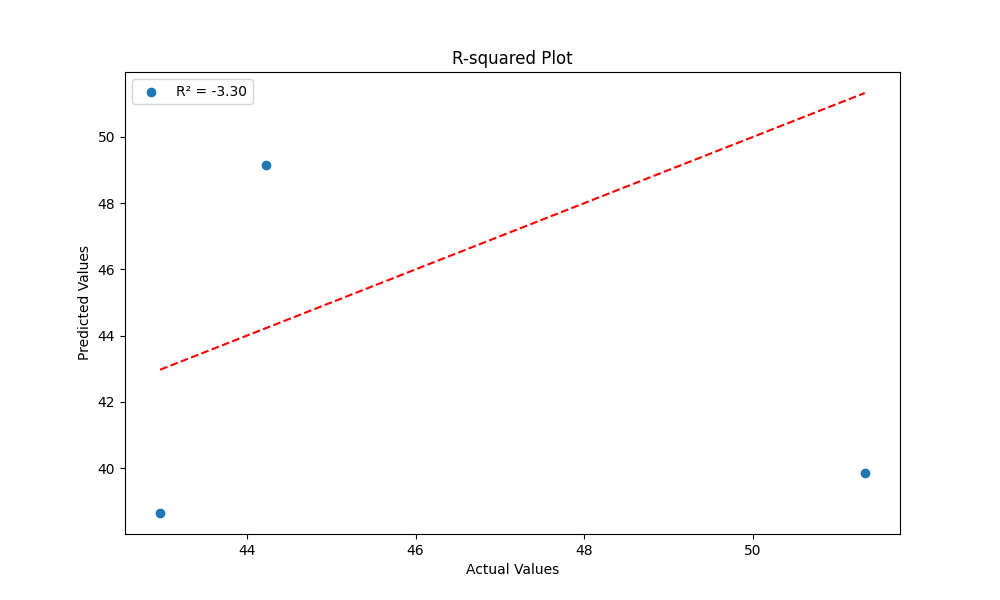 R-squared Plot
R² = -3.30
50
48
46
44
42
40
Predicted Values
44
46
48
50
Actual Values